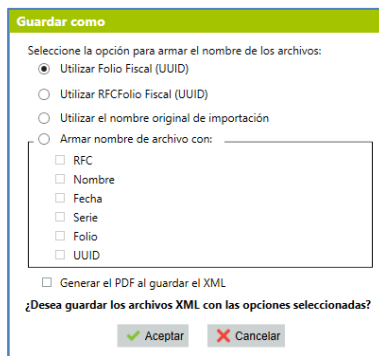 Guardar como
Seleccione la opción para armar el nombre de los archivos:
Utilizar Folio Fiscal (UUID)
Utilizar RFCFolio Fiscal (UUID)
Utilizar el nombre original de importación
Armar nombre de archivo con:
RFC
Nombre
Fecha
Serie
Folio
UUID
Generar el PDF al guardar el XML
¿Desea guardar los archivos XML con las opciones seleccionadas?
Aceptar Cancelar